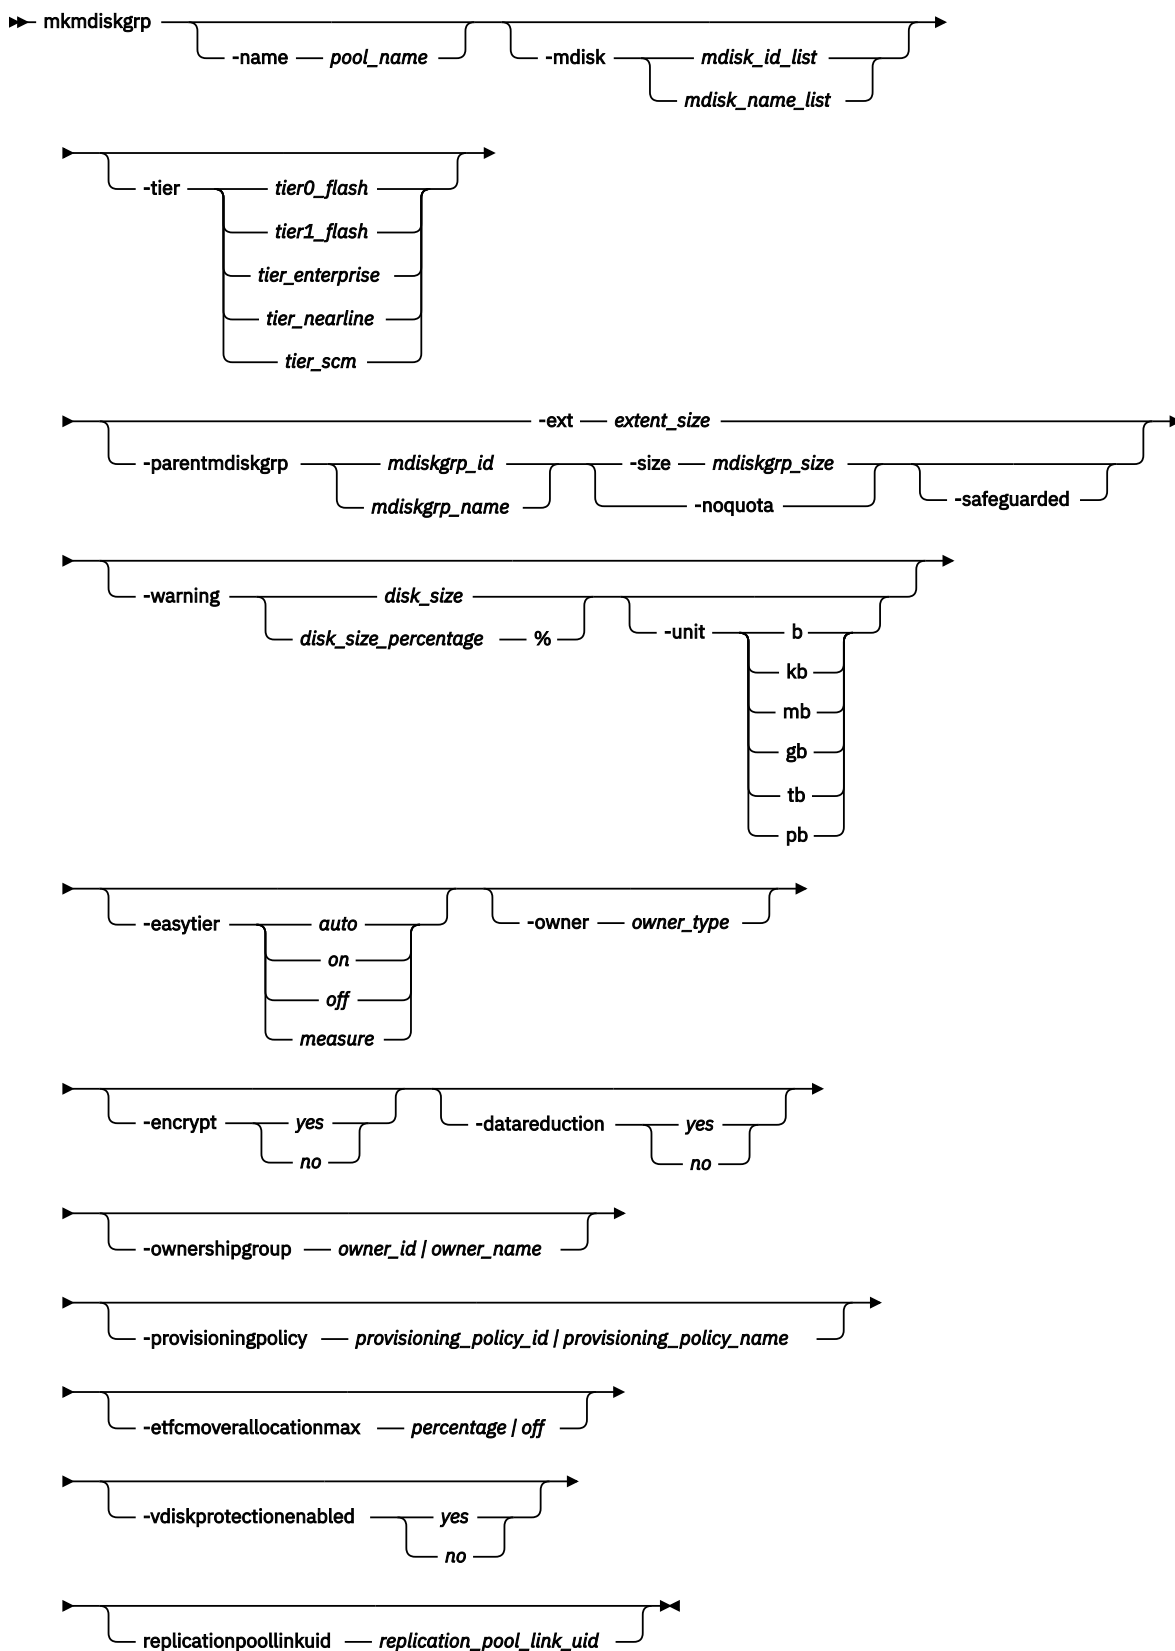 mkmdiskgrp -name pool_name -mdisk mdisk_id_list
mdisk_name_list
-tier tier0_flash
tier1_flash
tier_enterprise
tier_nearline
tier_scm
-ext extent_size
-parentmdiskgrp mdiskgrp_id -size mdiskgrp_size
mdiskgrp_name -noquota -safeguarded
-warning disk_size
disk_size_percentage % -unit b
kb
mb
gb
tb
pb
-easytier auto -owner owner_type
on
off
measure
-encrypt yes -datareduction yes
no no
-ownershipgroup owner_id / owner_name
-provisioningpolicy provisioning_policy_id / provisioning_policy_name
-etfcmoverallocationmax percentage / off
-vdiskprotectionenabled yes
no
replicationpoollinkuid replication_pool_link_uid